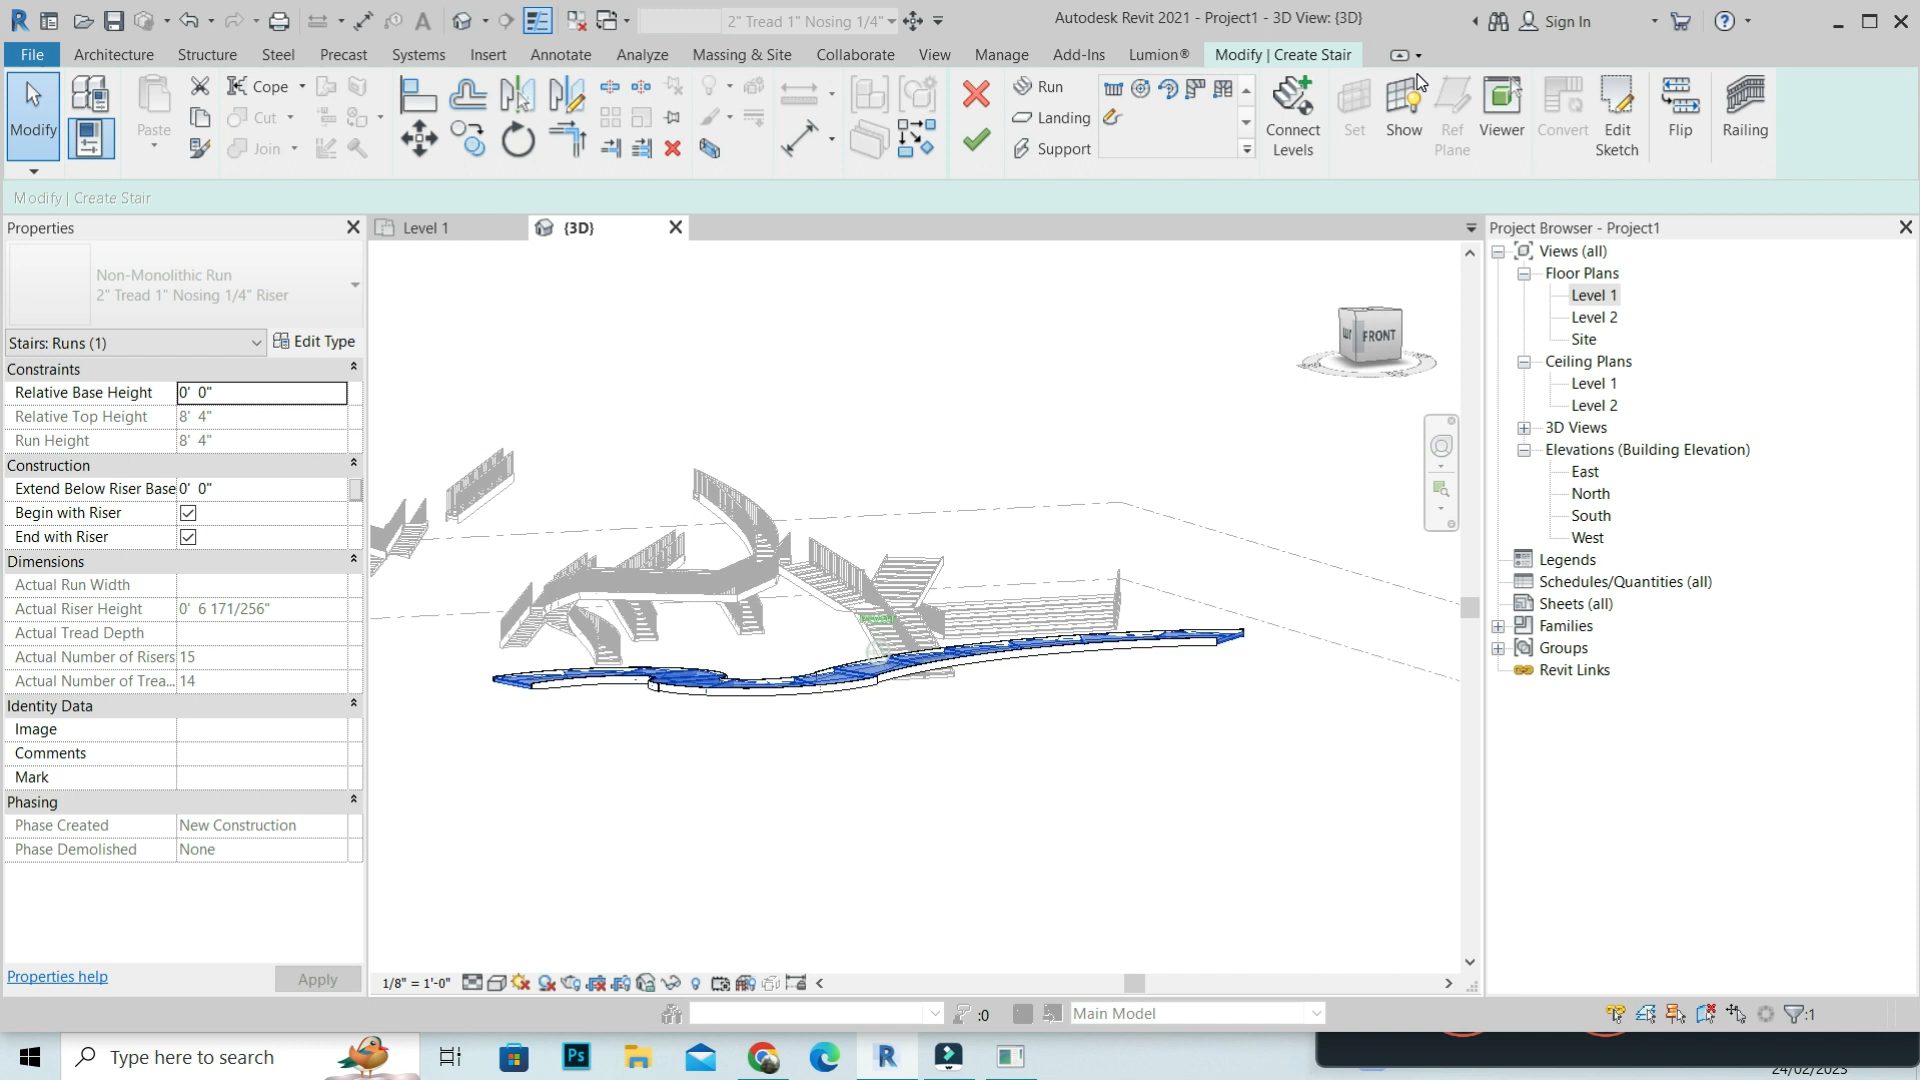 2" Tread 1" Nosing 1/4"
Autodesk Revit 2021 - Project1 - 3D View: {3D}
Sign In
File
Architecture
Structure
Steel
Precast
Systems
Insert
Annotate
Analyze
Massing & Site
Collaborate
View
Manage
Add-Ins
Lumion®
Modify | Create Stair
Modify
Paste
Cope
Cut
Join
Run
Landing
Support
Connect
Levels
Set
Show
Ref
Plane
Viewer
Convert
Edit
Sketch
Flip
Railing
Modify | Create Stair
Properties
Level 1
{3D}
Project Browser - Project1
Non-Monolithic Run
2" Tread 1" Nosing 1/4" Riser
Stairs: Runs (1)
Edit Type
Constraints
Relative Base Height 0' 0"
Relative Top Height 8' 4"
Run Height 8' 4"
Construction
Extend Below Riser Base 0' 0"
Begin with Riser
End with Riser
Dimensions
Actual Run Width
Actual Riser Height 0' 6 171/256"
Actual Tread Depth
Actual Number of Risers 15
Actual Number of Trea... 14
Identity Data
Image
Comments
Mark
Phasing
Phase Created New Construction
Phase Demolished None
Properties help
Apply
FRONT
Views (all)
Floor Plans
Level 1
Level 2
Site
Ceiling Plans
Level 1
Level 2
3D Views
Elevations (Building Elevation)
East
North
South
West
Legends
Schedules/Quantities (all)
Sheets (all)
Families
Groups
Revit Links
1/8" = 1'-0"
:0
Main Model
:1
Type here to search
Ps
24/02/2023